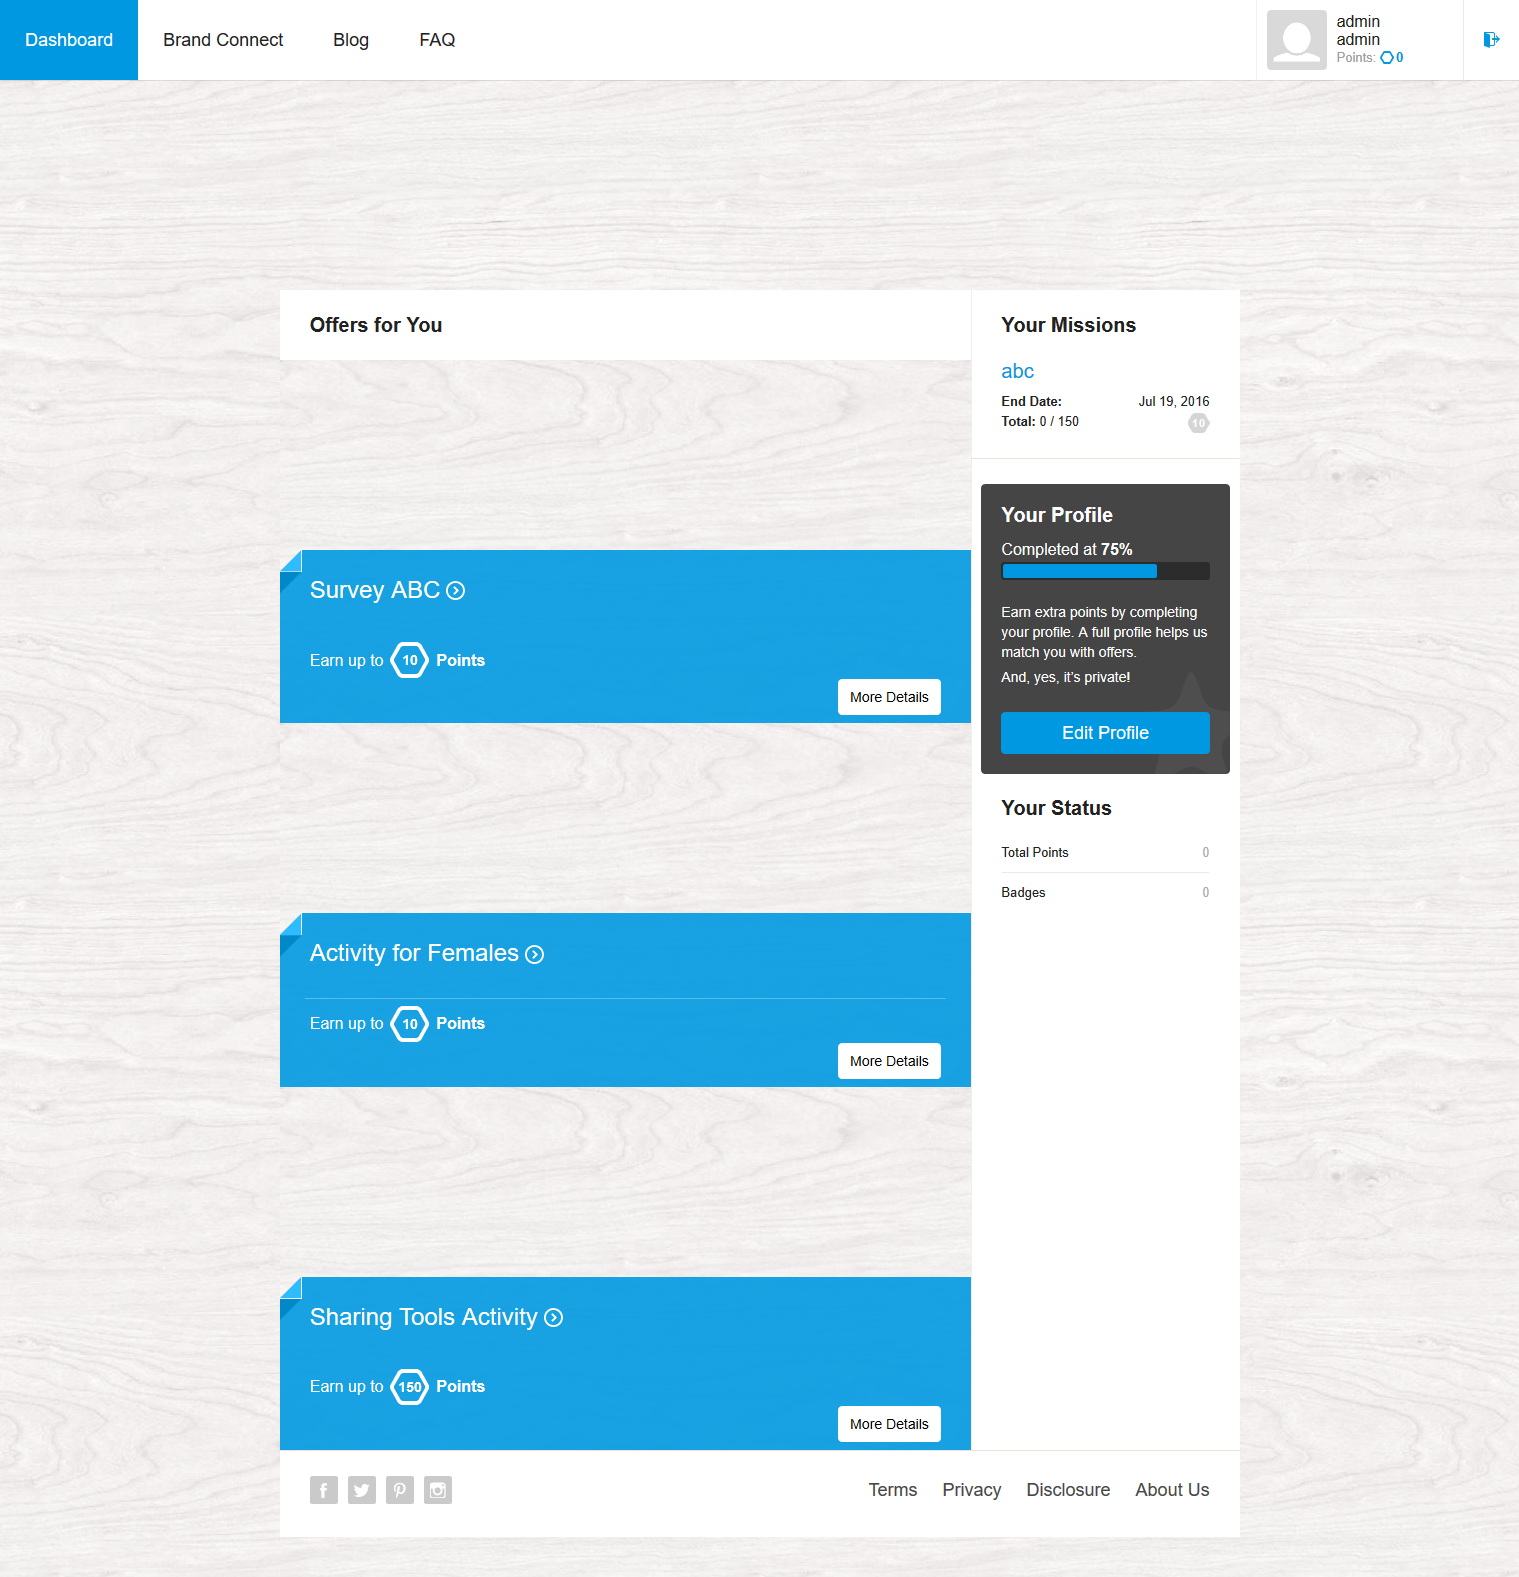 Dashboard
Brand Connect
Blog
FAQ
admin
admin
Points: 0
Offers for You
Survey ABC
Earn up to 10 Points
More Details
Activity for Females
Earn up to 10 Points
More Details
Sharing Tools Activity
Earn up to 150 Points
More Details
Your Missions
abc
End Date: Jul 19, 2016
Total: 0 / 150 10
Your Profile
Completed at 75%
Earn extra points by completing
your profile. A full profile helps us
match you with offers.
And, yes, it's private!
Edit Profile
Your Status
Total Points 0
Badges 0
Terms
Privacy
Disclosure
About Us